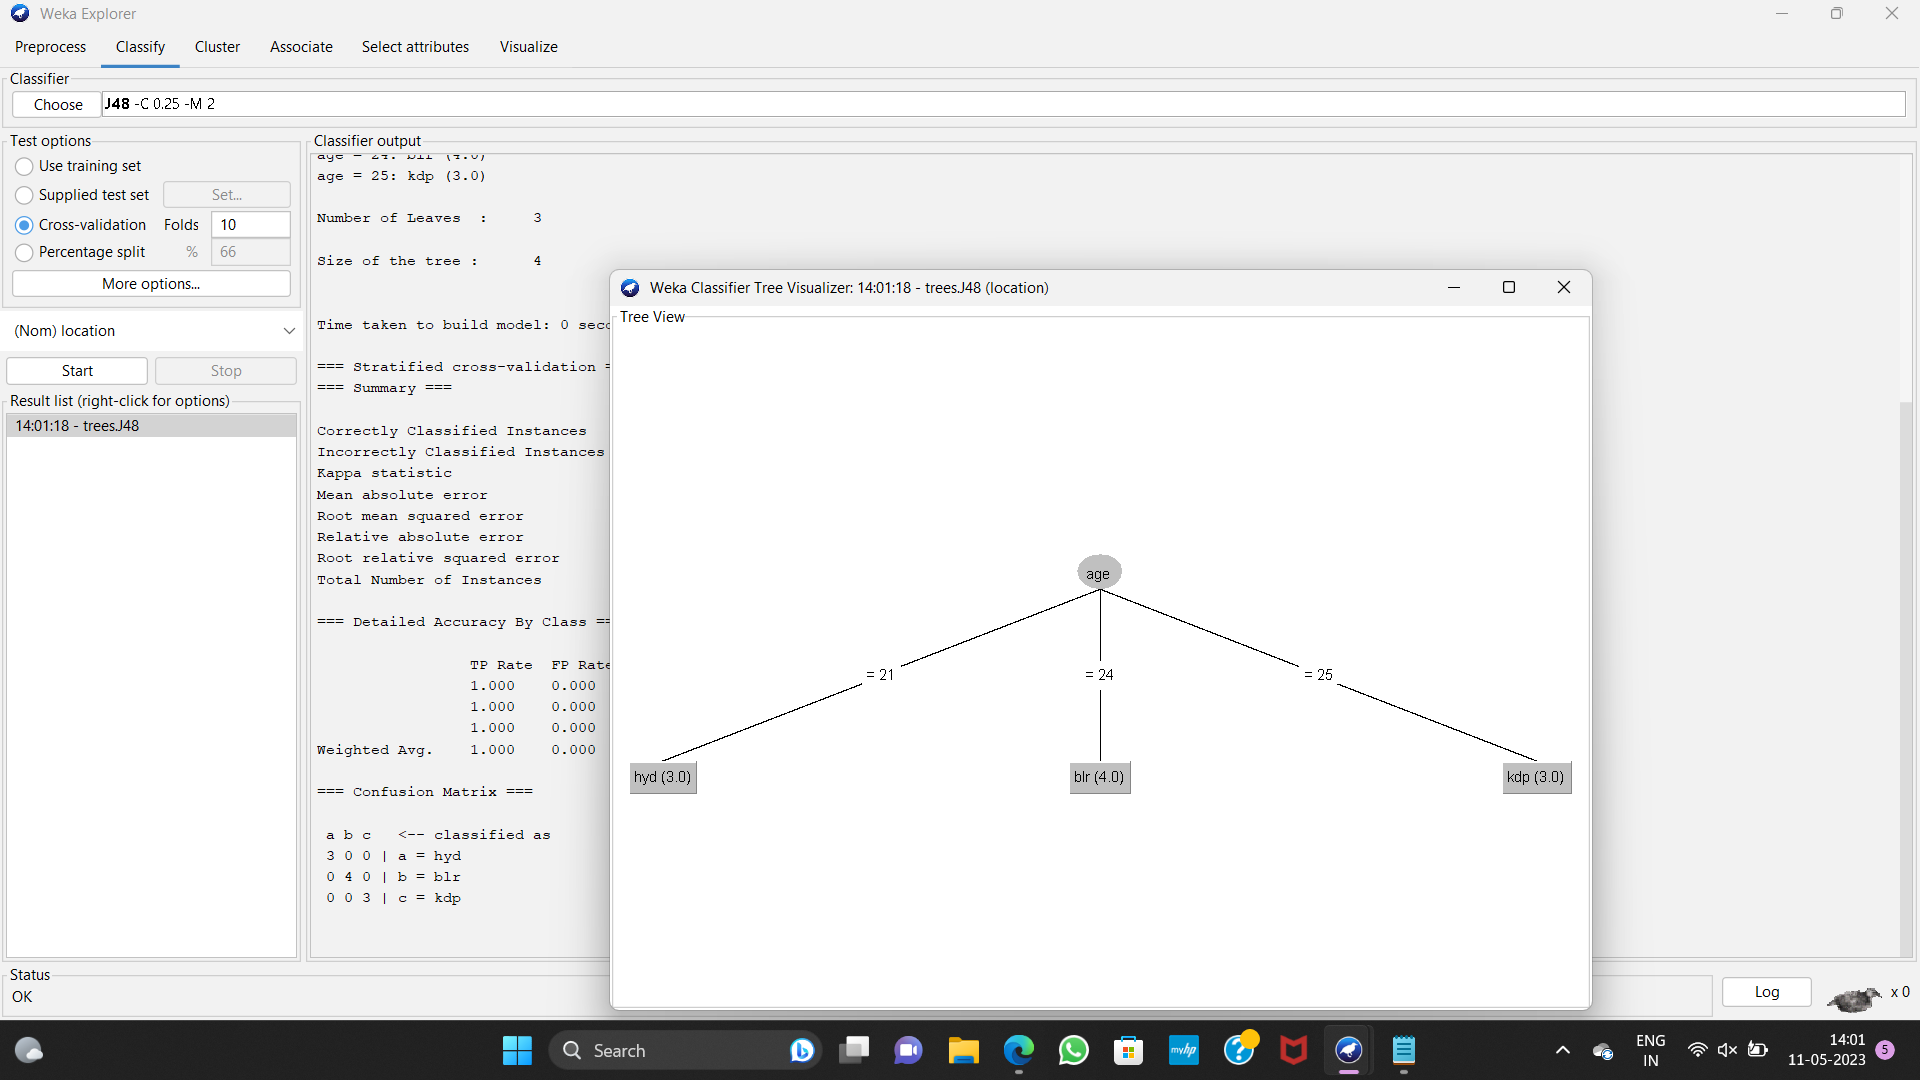 Weka Explorer
Preprocess Classify Cluster Associate Select attributes Visualize
Classifier
Choose J48 -C 0.25 -M 2
Test options
Use training set
Supplied test set Set...
Cross-validation Folds 10
Percentage split % 66
More options...
(Nom) location
Start Stop
Result list (right-click for options)
14:01:18 - trees.J48
Classifier output
age = 24: blr (4.0)
age = 25: kdp (3.0)
Number of Leaves : 3
Size of the tree : 4
Time taken to build model: 0
=== Stratified cross-validation
=== Summary ===
Correctly Classified Instances
Incorrectly Classified Instances
Kappa statistic
Mean absolute error
Root mean squared error
Relative absolute error
Root relative squared error
Total Number of Instances
=== Detailed Accuracy By Class
TP Rate FP Rate
1.000 0.000
1.000 0.000
1.000 0.000
Weighted Avg. 1.000 0.000
=== Confusion Matrix ===
a b c <-- classified as
3 0 0 | a = hyd
0 4 0 | b = blr
0 0 3 | c = kdp
Weka Classifier Tree Visualizer: 14:01:18 - trees.J48 (location)
Tree View
age
= 21 = 24 = 25
hyd (3.0) blr (4.0) kdp (3.0)
Status
OK
Log x 0
Search
myhp
ENG
IN
14:01
11-05-2023
5